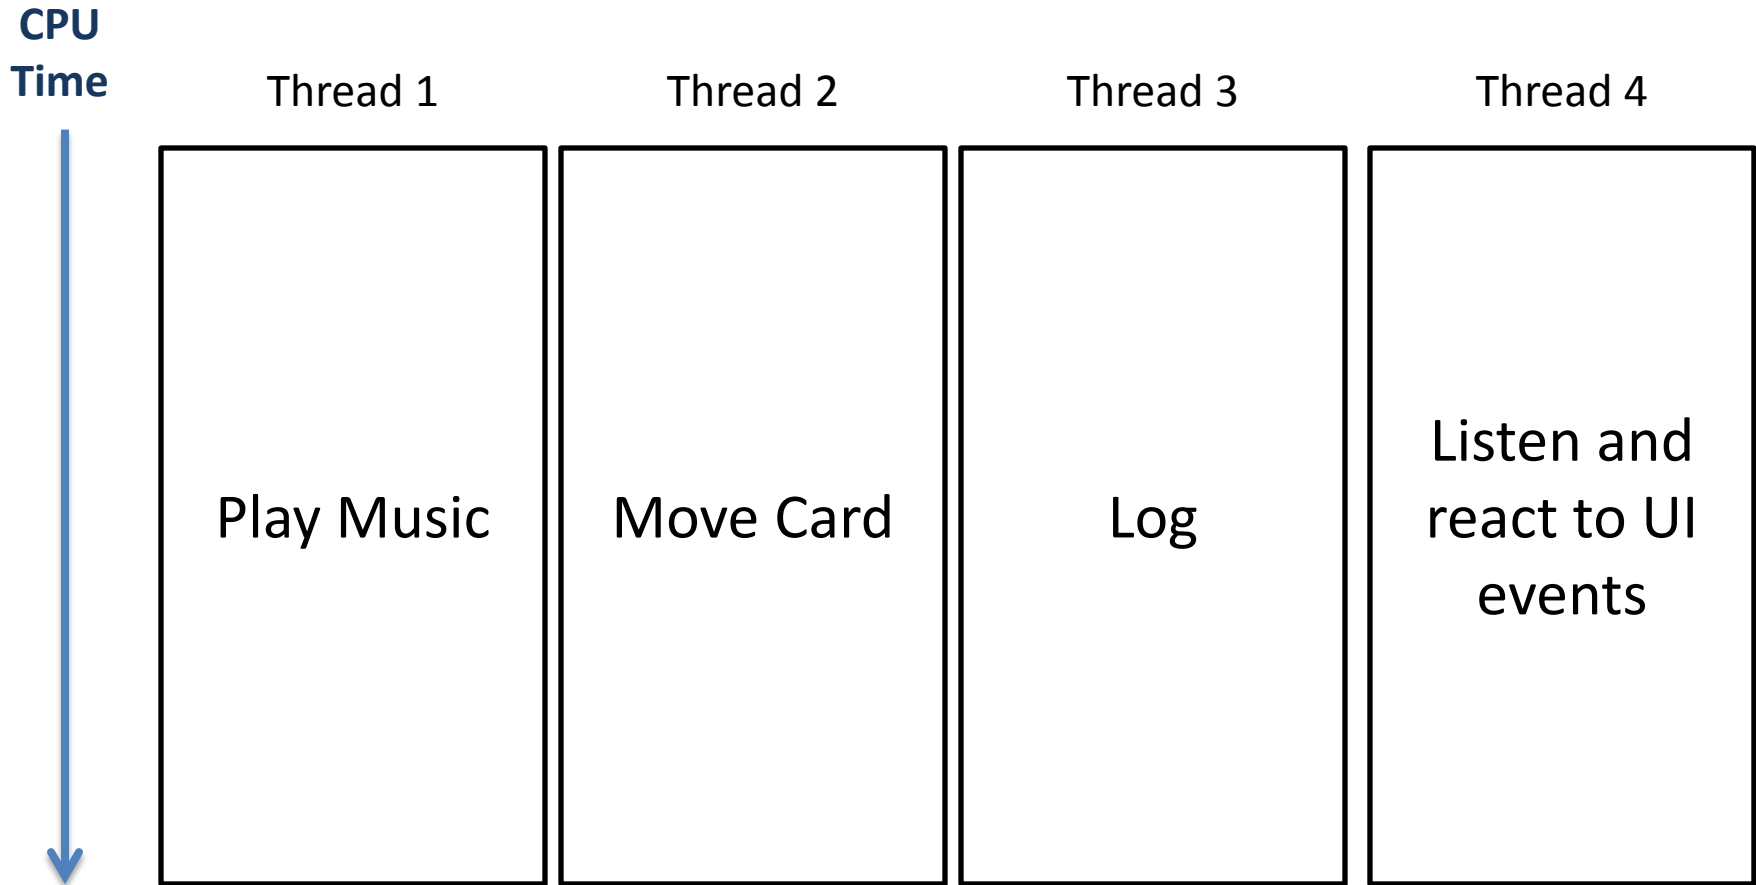 CPU
Time
Thread 1
Thread 2
Thread 3
Thread 4
Play Music
Move Card
Log
Listen and
react to UI
events